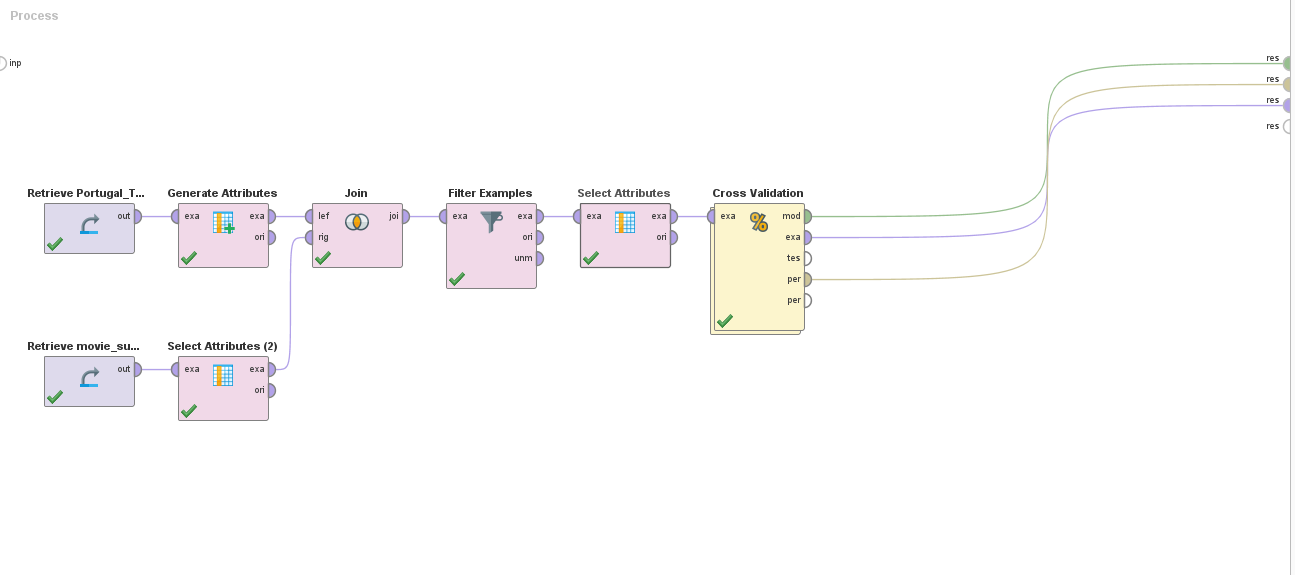 Process
inp
res
res
res
res
Retrieve Portugal_T...
out
Generate Attributes
exa exa
ori
Join
lef joi
rig
Filter Examples
exa exa
ori
unm
Select Attributes
exa exa
ori
Cross Validation
exa mod
exa
tes
per
per
Retrieve movie_su...
out
Select Attributes (2)
exa exa
ori